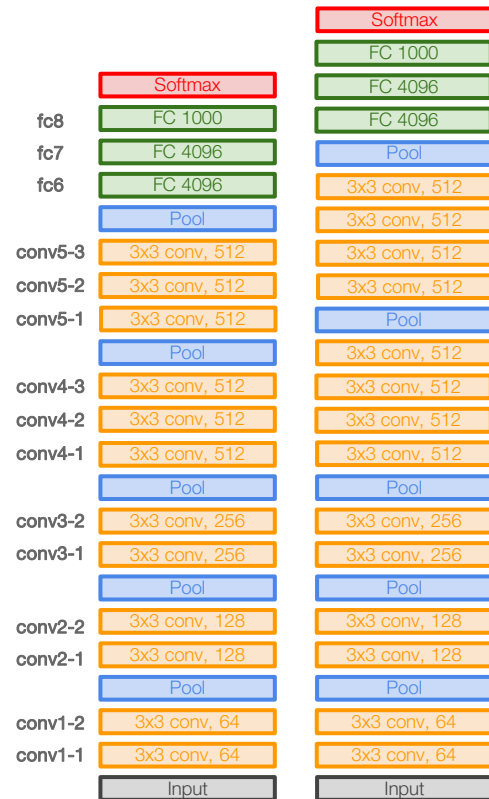 Softmax
fc8 FC 1000
fc7 FC 4096
fc6 FC 4096
Pool
conv5-3 3x3 conv, 512
conv5-2 3x3 conv, 512
conv5-1 3x3 conv, 512
Pool
conv4-3 3x3 conv, 512
conv4-2 3x3 conv, 512
conv4-1 3x3 conv, 512
Pool
conv3-2 3x3 conv, 256
conv3-1 3x3 conv, 256
Pool
conv2-2 3x3 conv, 128
conv2-1 3x3 conv, 128
Pool
conv1-2 3x3 conv, 64
conv1-1 3x3 conv, 64
Input
Softmax
FC 1000
FC 4096
FC 4096
Pool
3x3 conv, 512
3x3 conv, 512
3x3 conv, 512
3x3 conv, 512
Pool
3x3 conv, 512
3x3 conv, 512
3x3 conv, 512
3x3 conv, 512
Pool
3x3 conv, 256
3x3 conv, 256
Pool
3x3 conv, 128
3x3 conv, 128
Pool
3x3 conv, 64
3x3 conv, 64
Input